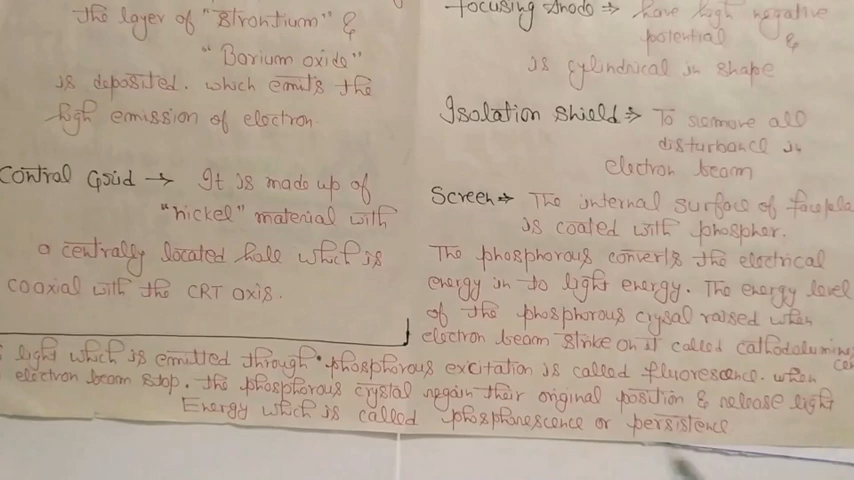 the layer of "Strontium" &
"Borium oxide"
is deposited. which emits the
high emission of electron.
Control Grid → It is made up of
"nickel" material with
a centrally located hole which is
coaxial with the CRT axis.
focusing Anode ⇒ have high negative
potential &
is cylindrical in shape
Isolation Shield ⇒ To remove all
disturbance in
electron beam
Screen ⇒ The internal surface of facepla
is coated with phospher.
The phosphorous converts the electrical
energy in to light energy. The energy level
of the phosphorous crysal raised when
electron beam strike on it called cathodalumine
cen
light which is emitted through phosphorous excitation is called fluorescence. when
electron beam stop. the phosphorous crystal regain their original position & release light
Energy which is called phosphorescence or persistence